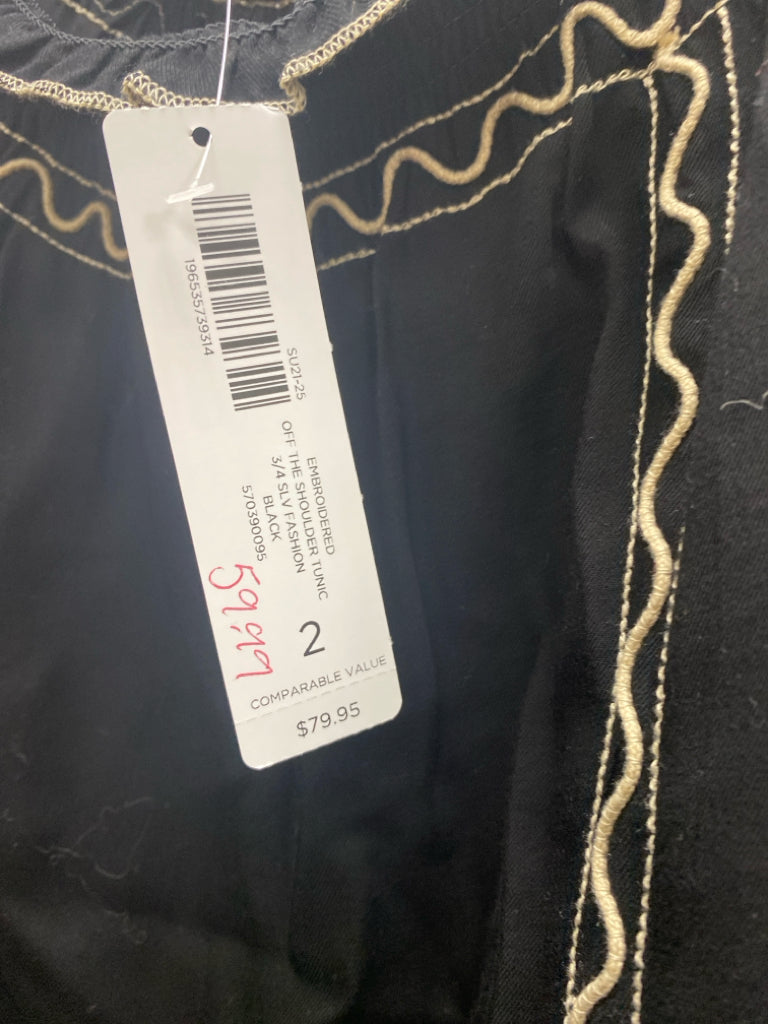 196535739314
SU21-25
EMBROIDERED
OFF THE SHOULDER TUNIC
3/4 SLV FASHION
BLACK
570390095
59.99
2
COMPARABLE VALUE
$79.95